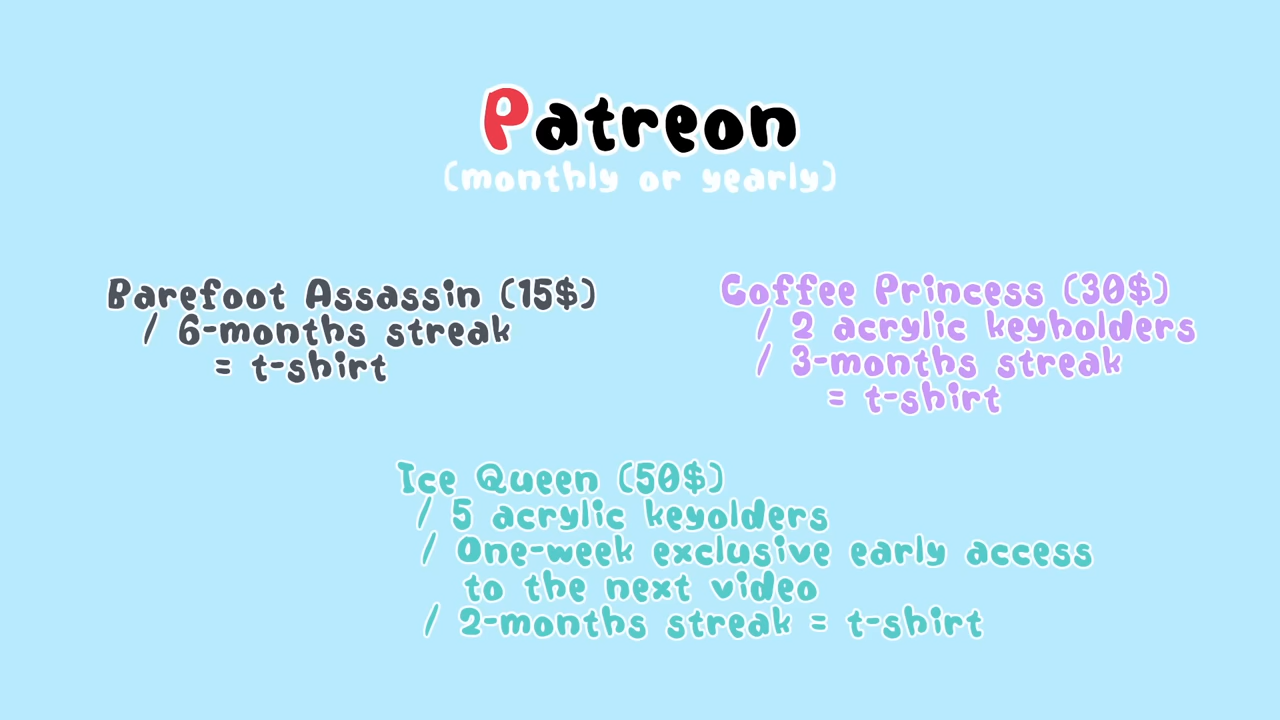 Patreon
(monthly or yearly)
Barefoot Assassin (15$)
/ 6-months streak
= t-shirt
Coffee Princess (30$)
/ 2 acrylic keyholders
/ 3-months streak
= t-shirt
Ice Queen (50$)
/ 5 acrylic keyolders
/ One-week exclusive early access
to the next video
/ 2-months streak = t-shirt